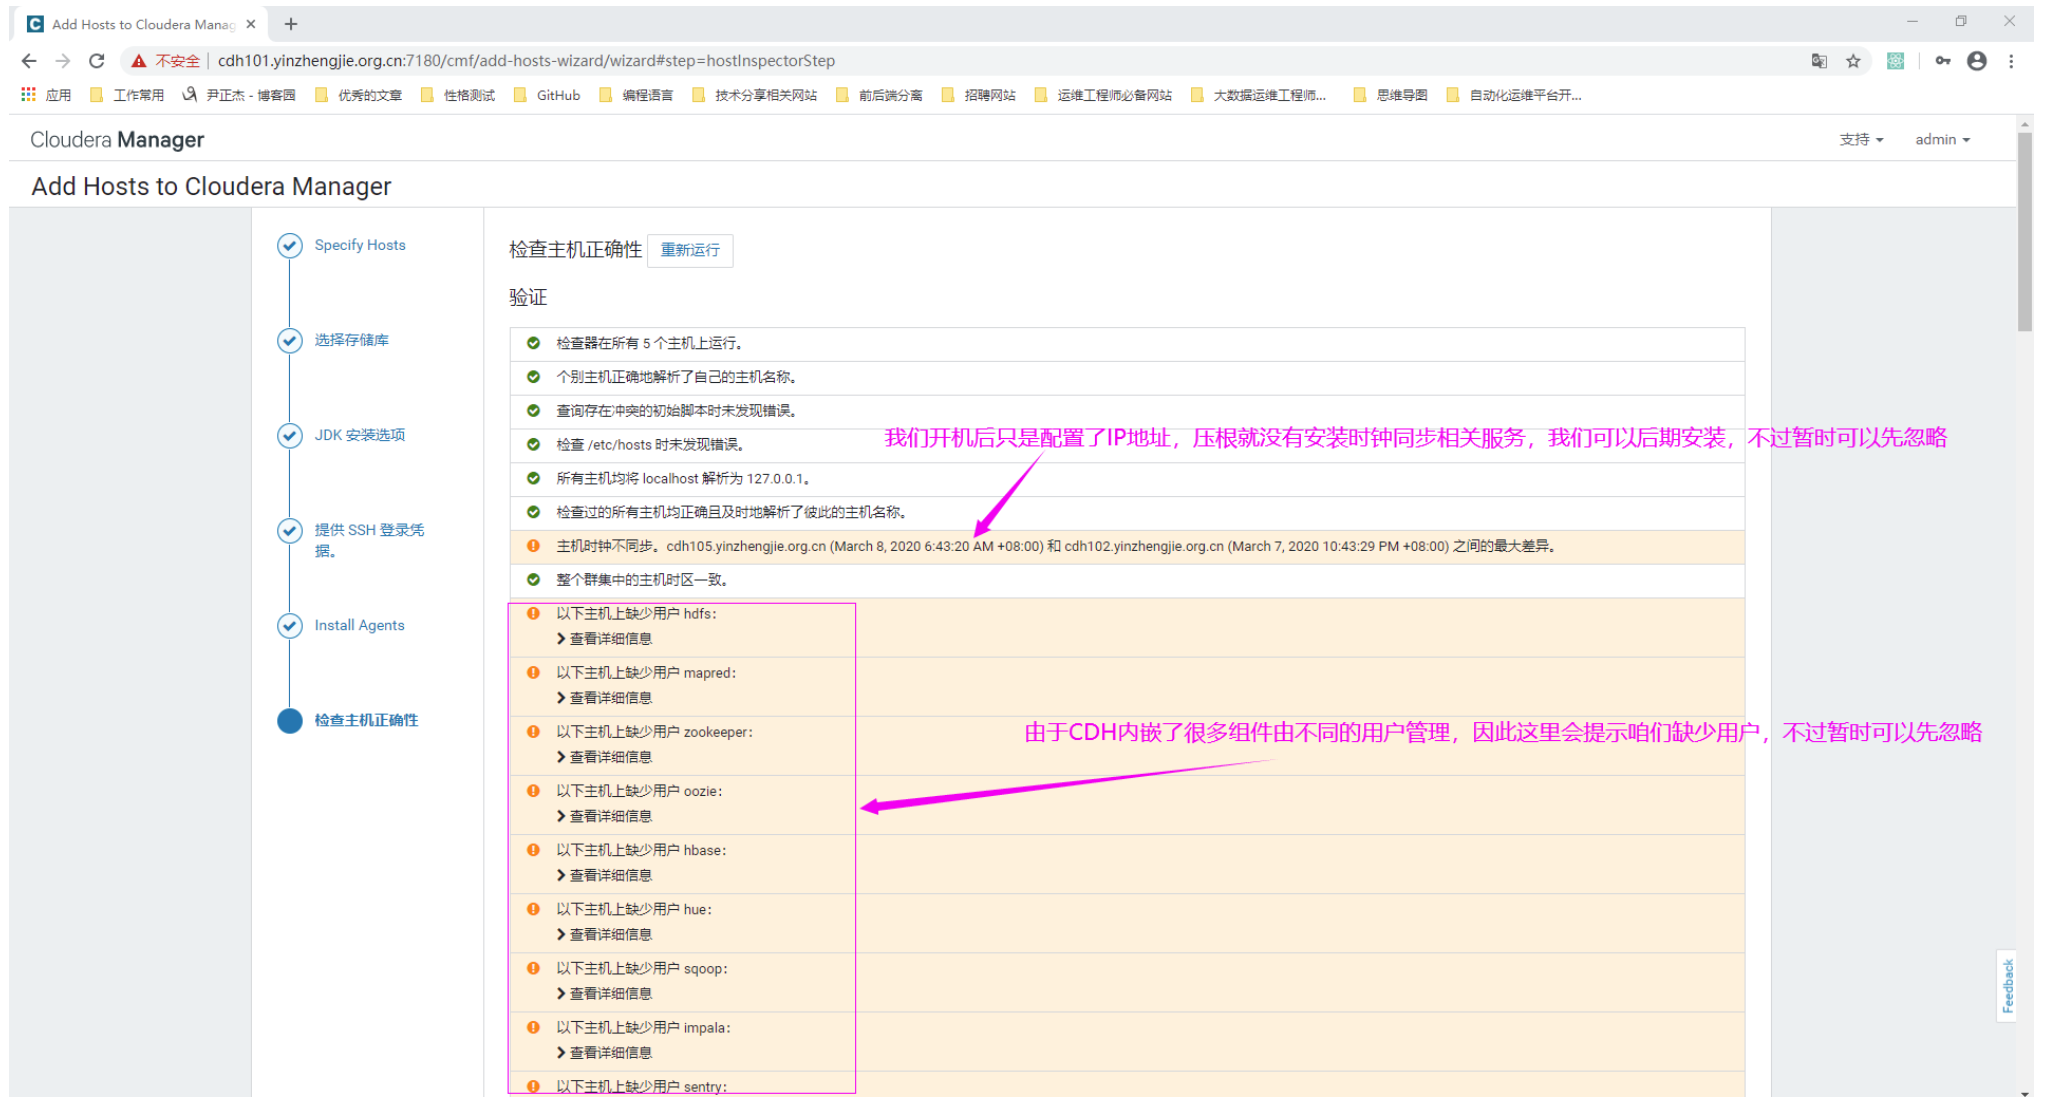 Add Hosts to Cloudera Manag
不安全 | cdh101.yinzhengjie.org.cn:7180/cmf/add-hosts-wizard/wizard#step=hostInspectorStep
应用 工作常用 尹正杰 - 博客园 优秀的文章 性格测试 GitHub 编程语言 技术分享相关网站 前后端分离 招聘网站 运维工程师必备网站 大数据运维工程师... 思维导图 自动化运维平台开...
Cloudera Manager
支持 admin
Add Hosts to Cloudera Manager
Specify Hosts
选择存储库
JDK 安装选项
提供 SSH 登录凭
据。
Install Agents
检查主机正确性
检查主机正确性 重新运行
验证
检查器在所有 5 个主机上运行。
个别主机正确地解析了自己的主机名称。
查询存在冲突的初始脚本时未发现错误。
检查 /etc/hosts 时未发现错误。
我们开机后只是配置了IP地址，压根就没有安装时钟同步相关服务，我们可以后期安装，不过暂时可以先忽略
所有主机均将 localhost 解析为 127.0.0.1。
检查过的所有主机均正确且及时地解析了彼此的主机名称。
主机时钟不同步。cdh105.yinzhengjie.org.cn (March 8, 2020 6:43:20 AM +08:00) 和 cdh102.yinzhengjie.org.cn (March 7, 2020 10:43:29 PM +08:00) 之间的最大差异。
整个群集中的主机时区一致。
以下主机上缺少用户 hdfs:
查看详细信息
以下主机上缺少用户 mapred:
查看详细信息
以下主机上缺少用户 zookeeper:
查看详细信息
由于CDH内嵌了很多组件由不同的用户管理，因此这里会提示咱们缺少用户，不过暂时可以先忽略
以下主机上缺少用户 oozie:
查看详细信息
以下主机上缺少用户 hbase:
查看详细信息
以下主机上缺少用户 hue:
查看详细信息
以下主机上缺少用户 sqoop:
查看详细信息
以下主机上缺少用户 impala:
查看详细信息
以下主机上缺少用户 sentry:
Feedback